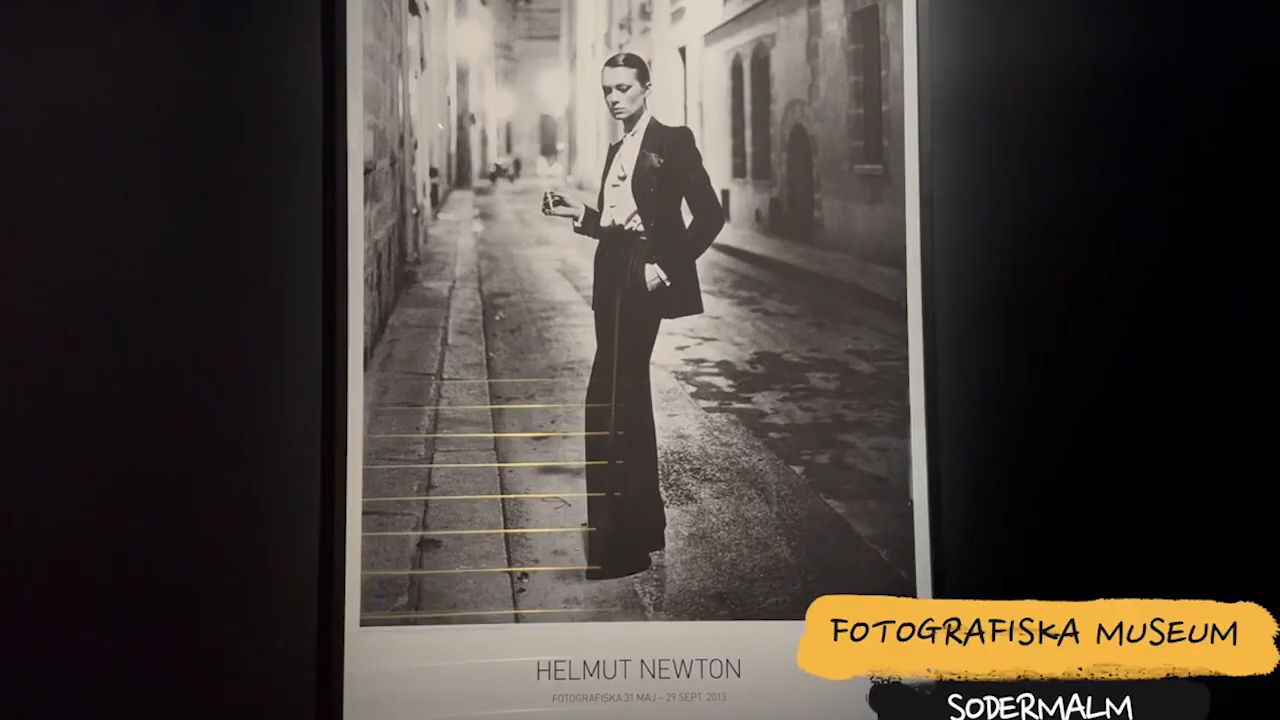 HELMUT NEWTON
FOTOGRAFISKA 31 MAJ – 29 SEPT. 2013
FOTOGRAFISKA MUSEUM
SODERMALM